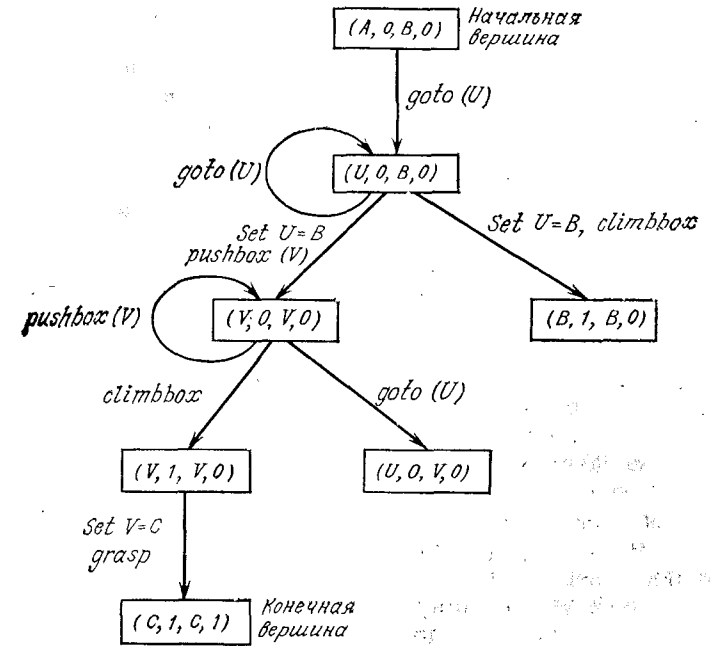 (A, 0, B, 0)
Начальная
вершина
goto (U)
goto (U)
(U, 0, B, 0)
Set U=B
pushbox (V)
Set U=B, climbbox
pushbox (V)
(V, 0, V, 0)
(B, 1, B, 0)
climbbox
goto (U)
(V, 1, V, 0)
(U, 0, V, 0)
Set V=C
grasp
(C, 1, C, 1)
Конечная
вершина